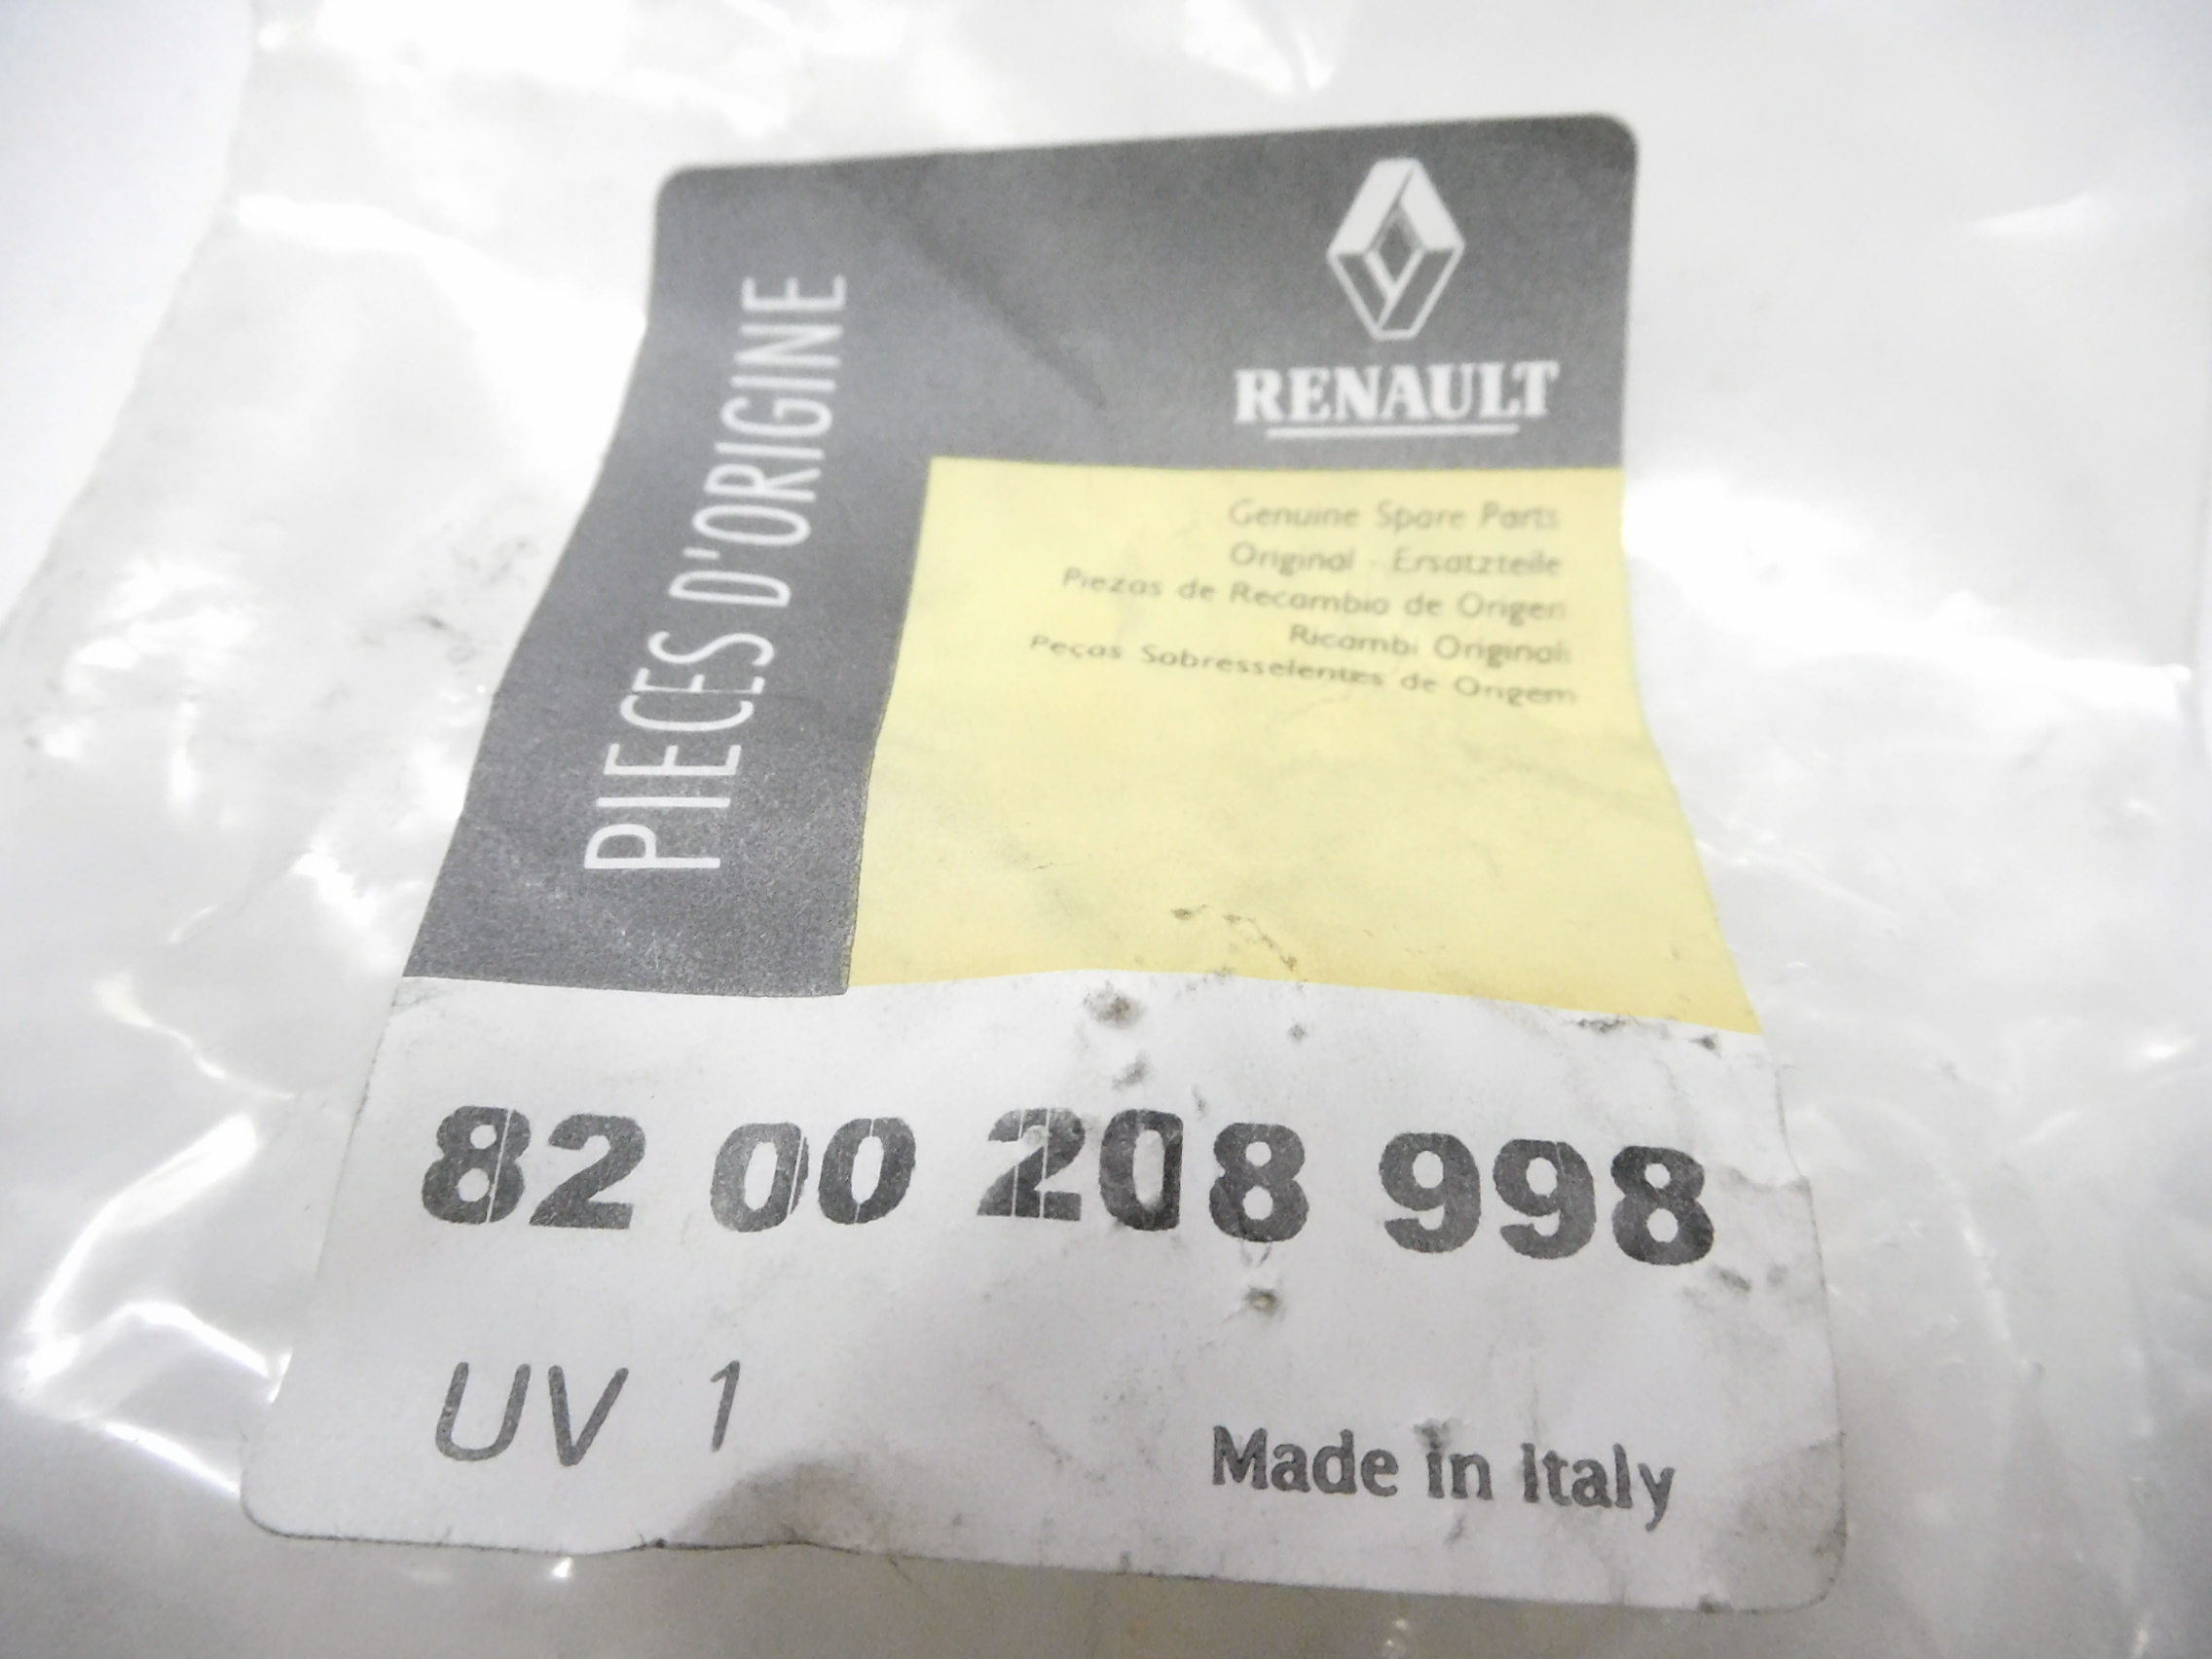 PIECES D'ORIGINE
RENAULT
Genuine Spare Parts
Original - Ersatzteile
Piezas de Recambio de Origen
Ricambi Originali
Peças Sobresselentes de Origem
82 00 208 998
UV 1
Made in Italy